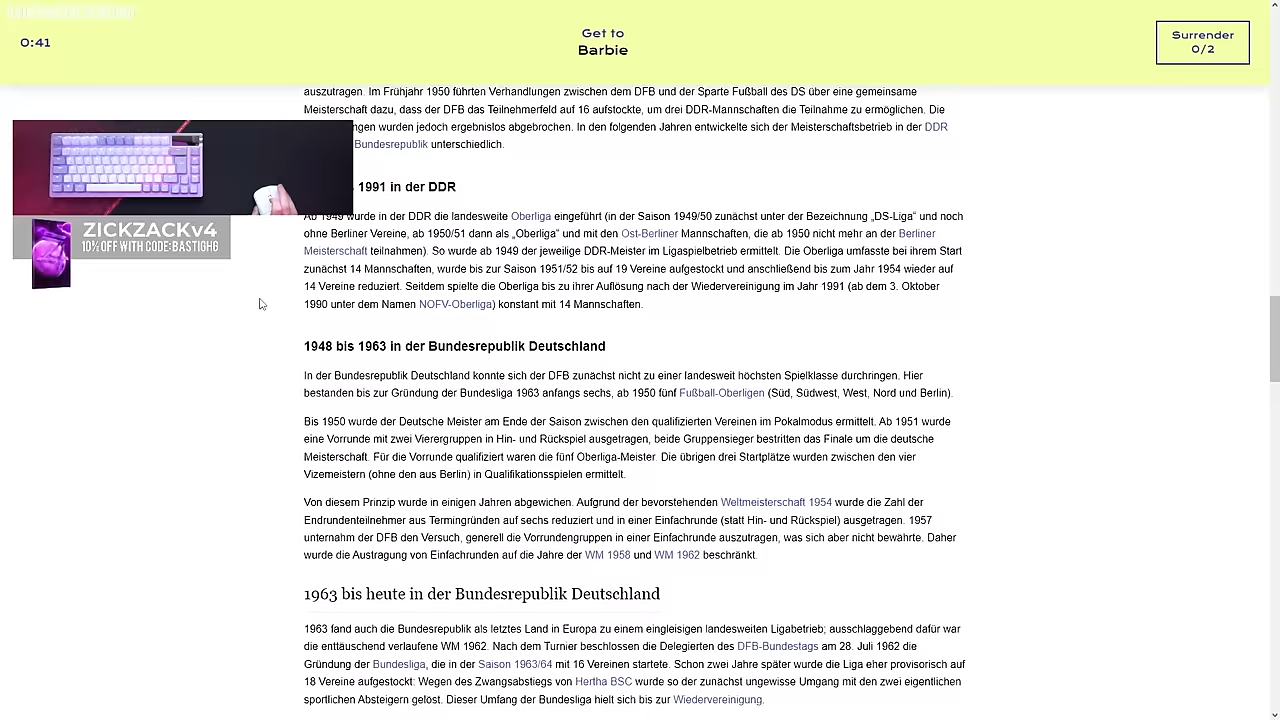 0:41
Get to
Barbie
Surrender
0/2
auszutragen. Im Frühjahr 1950 führten Verhandlungen zwischen dem DFB und der Sparte Fußball des DS über eine gemeinsame
Meisterschaft dazu, dass der DFB das Teilnehmerfeld auf 16 aufstockte, um drei DDR-Mannschaften die Teilnahme zu ermöglichen. Die
ngen wurden jedoch ergebnislos abgebrochen. In den folgenden Jahren entwickelte sich der Meisterschaftsbetrieb in der DDR
Bundesrepublik unterschiedlich.
1991 in der DDR
Ab 1949 wurde in der DDR die landesweite Oberliga eingeführt (in der Saison 1949/50 zunächst unter der Bezeichnung „DS-Liga“ und noch
ohne Berliner Vereine, ab 1950/51 dann als „Oberliga“ und mit den Ost-Berliner Mannschaften, die ab 1950 nicht mehr an der Berliner
Meisterschaft teilnahmen). So wurde ab 1949 der jeweilige DDR-Meister im Ligaspielbetrieb ermittelt. Die Oberliga umfasste bei ihrem Start
zunächst 14 Mannschaften, wurde bis zur Saison 1951/52 bis auf 19 Vereine aufgestockt und anschließend bis zum Jahr 1954 wieder auf
14 Vereine reduziert. Seitdem spielte die Oberliga bis zu ihrer Auflösung nach der Wiedervereinigung im Jahr 1991 (ab dem 3. Oktober
1990 unter dem Namen NOFV-Oberliga) konstant mit 14 Mannschaften.
ZICKZACKv4
10% OFF WITH CODE:BASTIGHG
1948 bis 1963 in der Bundesrepublik Deutschland
In der Bundesrepublik Deutschland konnte sich der DFB zunächst nicht zu einer landesweit höchsten Spielklasse durchringen. Hier
bestanden bis zur Gründung der Bundesliga 1963 anfangs sechs, ab 1950 fünf Fußball-Oberligen (Süd, Südwest, West, Nord und Berlin).
Bis 1950 wurde der Deutsche Meister am Ende der Saison zwischen den qualifizierten Vereinen im Pokalmodus ermittelt. Ab 1951 wurde
eine Vorrunde mit zwei Vierergruppen in Hin- und Rückspiel ausgetragen, beide Gruppensieger bestritten das Finale um die deutsche
Meisterschaft. Für die Vorrunde qualifiziert waren die fünf Oberliga-Meister. Die übrigen drei Startplätze wurden zwischen den vier
Vizemeistern (ohne den aus Berlin) in Qualifikationsspielen ermittelt.
Von diesem Prinzip wurde in einigen Jahren abgewichen. Aufgrund der bevorstehenden Weltmeisterschaft 1954 wurde die Zahl der
Endrundenteilnehmer aus Termingründen auf sechs reduziert und in einer Einfachrunde (statt Hin- und Rückspiel) ausgetragen. 1957
unternahm der DFB den Versuch, generell die Vorrundengruppen in einer Einfachrunde auszutragen, was sich aber nicht bewährte. Daher
wurde die Austragung von Einfachrunden auf die Jahre der WM 1958 und WM 1962 beschränkt.
1963 bis heute in der Bundesrepublik Deutschland
1963 fand auch die Bundesrepublik als letztes Land in Europa zu einem eingleisigen landesweiten Ligabetrieb; ausschlaggebend dafür war
die enttäuschend verlaufene WM 1962. Nach dem Turnier beschlossen die Delegierten des DFB-Bundestags am 28. Juli 1962 die
Gründung der Bundesliga, die in der Saison 1963/64 mit 16 Vereinen startete. Schon zwei Jahre später wurde die Liga eher provisorisch auf
18 Vereine aufgestockt: Wegen des Zwangsabstiegs von Hertha BSC wurde so der zunächst ungewisse Umgang mit den zwei eigentlichen
sportlichen Absteigern gelöst. Dieser Umfang der Bundesliga hielt sich bis zur Wiedervereinigung.